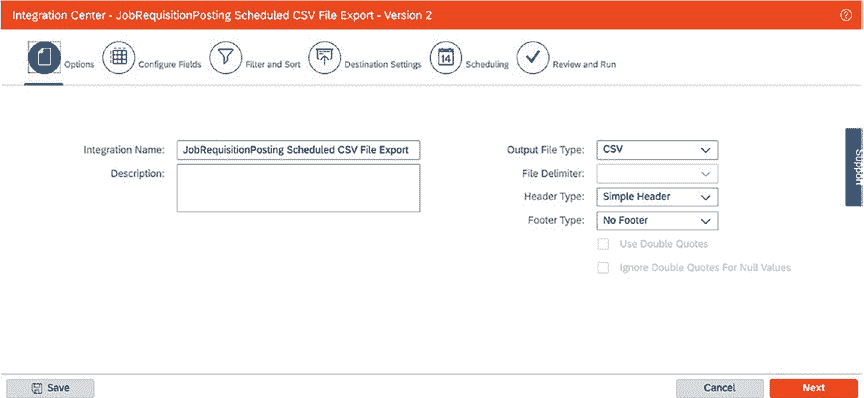 Integration Center - JobRequisitionPosting Scheduled CSV File Export - Version 2
Options
Configure Fields
Filter and Sort
Destination Settings
14
Scheduling
Review and Run
Integration Name:
JobRequisitionPosting Scheduled CSV File Export
Description:
Output File Type:
CSV
File Delimiter:
Header Type:
Simple Header
Footer Type:
No Footer
Use Double Quotes
Ignore Double Quotes For Null Values
Support
Save
Cancel
Next